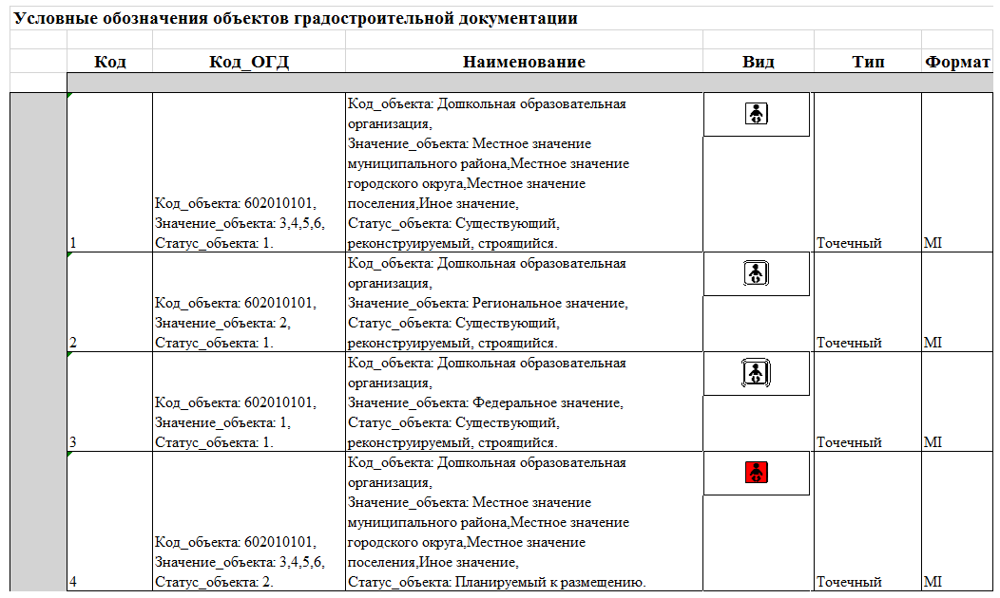 Условные обозначения объектов градостроительной документации
Код Код_ОГД Наименование Вид Тип Формат
1
Код_объекта: 602010101,
Значение_объекта: 3,4,5,6,
Статус_объекта: 1.
Код_объекта: Дошкольная образовательная
организация,
Значение_объекта: Местное значение
муниципального района,Местное значение
городского округа,Местное значение
поселения,Иное значение,
Статус_объекта: Существующий,
реконструируемый, строящийся.
Точечный
MI
2
Код_объекта: 602010101,
Значение_объекта: 2,
Статус_объекта: 1.
Код_объекта: Дошкольная образовательная
организация,
Значение_объекта: Региональное значение,
Статус_объекта: Существующий,
реконструируемый, строящийся.
Точечный
MI
3
Код_объекта: 602010101,
Значение_объекта: 1,
Статус_объекта: 1.
Код_объекта: Дошкольная образовательная
организация,
Значение_объекта: Федеральное значение,
Статус_объекта: Существующий,
реконструируемый, строящийся.
Точечный
MI
4
Код_объекта: 602010101,
Значение_объекта: 3,4,5,6,
Статус_объекта: 2.
Код_объекта: Дошкольная образовательная
организация,
Значение_объекта: Местное значение
муниципального района,Местное значение
городского округа,Местное значение
поселения,Иное значение,
Статус_объекта: Планируемый к размещению.
Точечный
MI